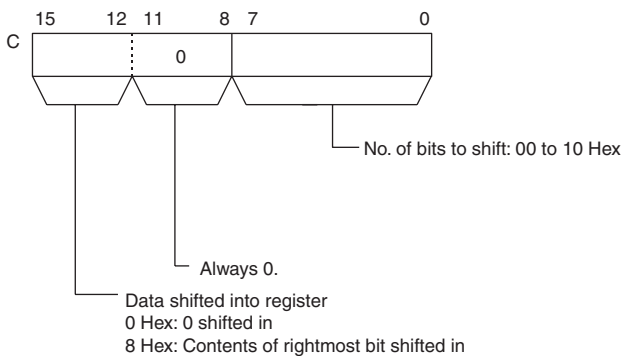 15 12 11 8 7 0
C
0
No. of bits to shift: 00 to 10 Hex
Always 0.
Data shifted into register
0 Hex: 0 shifted in
8 Hex: Contents of rightmost bit shifted in